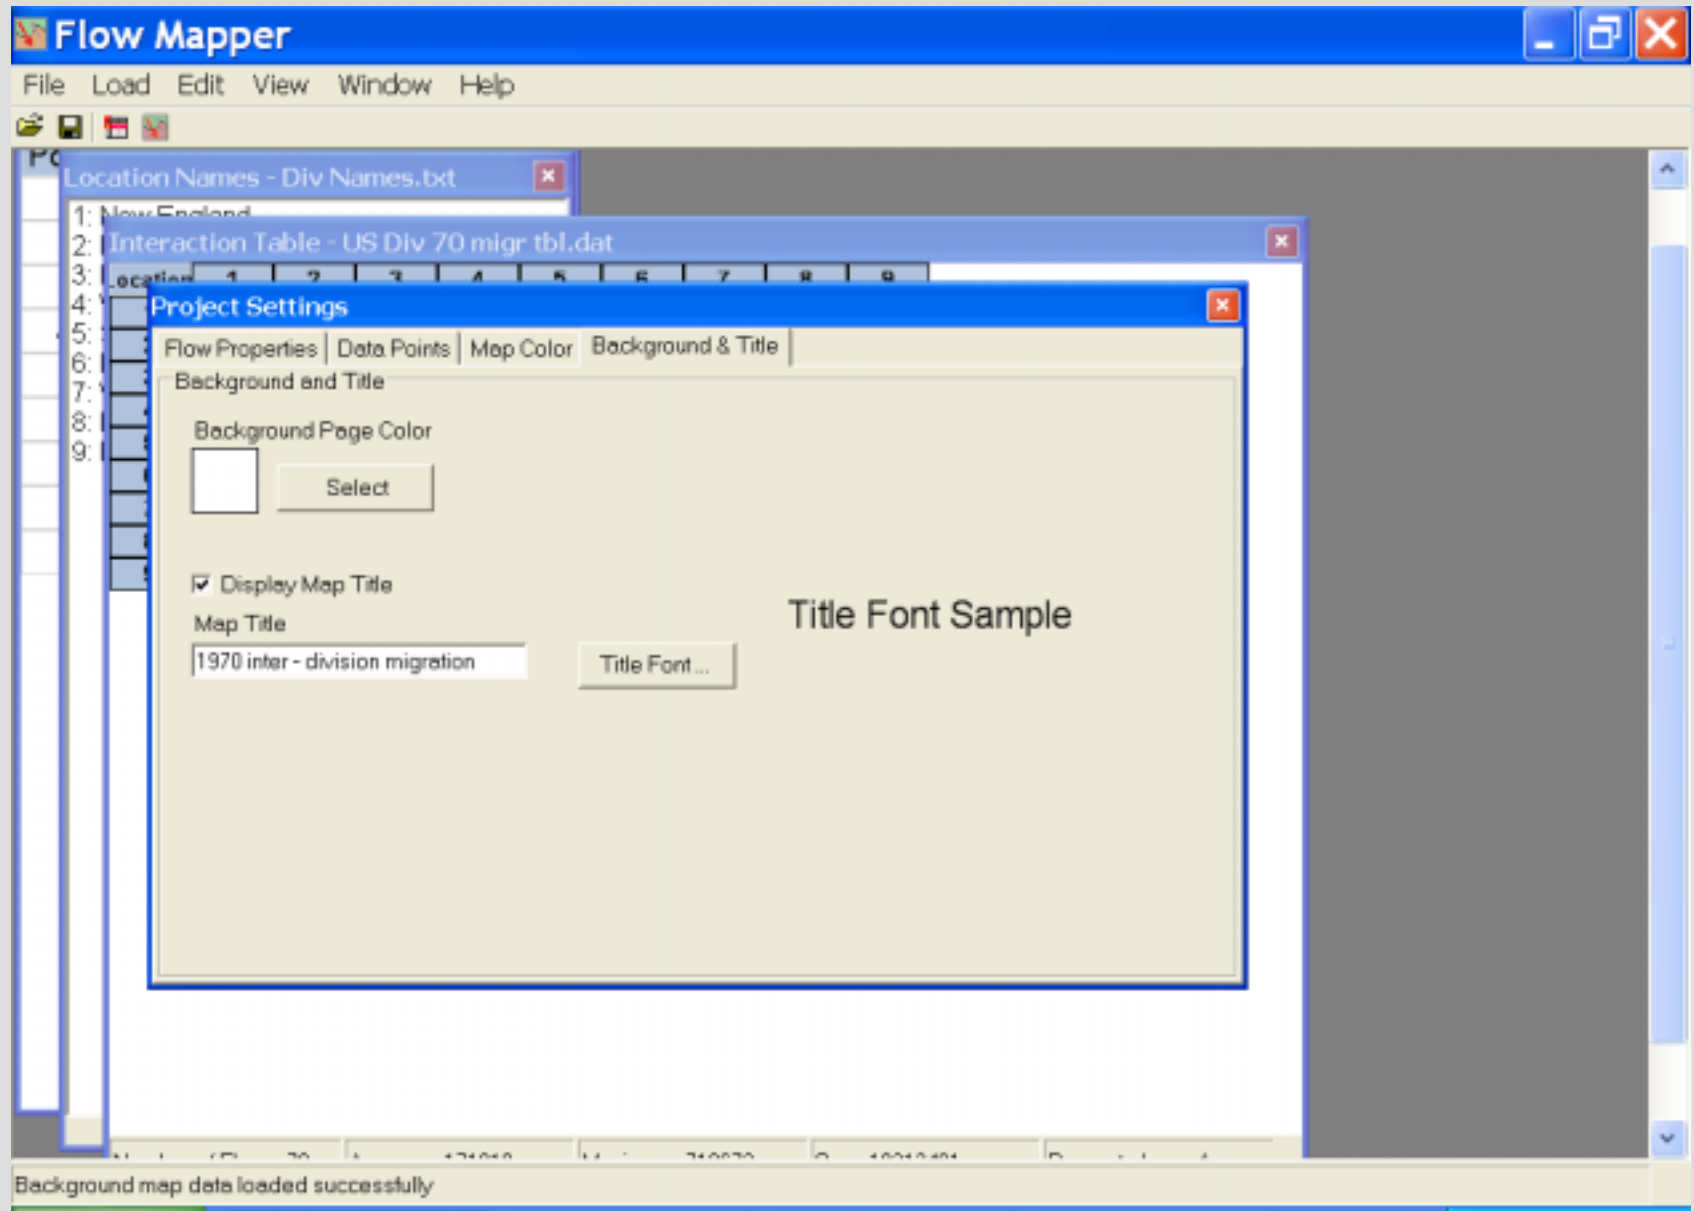 Flow Mapper
File Load Edit View Window Help
Location Names - Div Names.txt
1: New England
2:
3:
4:
5:
6:
7:
8:
9:
Interaction Table - US Div 70 migr tbl.dat
Location 1 2 3 4 5 6 7 8 9
Project Settings
Flow Properties Data Points Map Color Background & Title
Background and Title
Background Page Color
Select
Display Map Title
Map Title
Title Font Sample
1970 inter - division migration
Title Font ...
Background map data loaded successfully